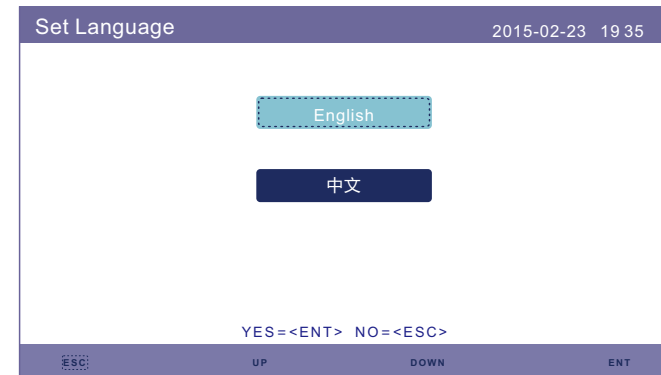 Set Language 2015-02-23 19 35
English
中文
YES=<ENT> NO=<ESC>
ESC UP DOWN ENT